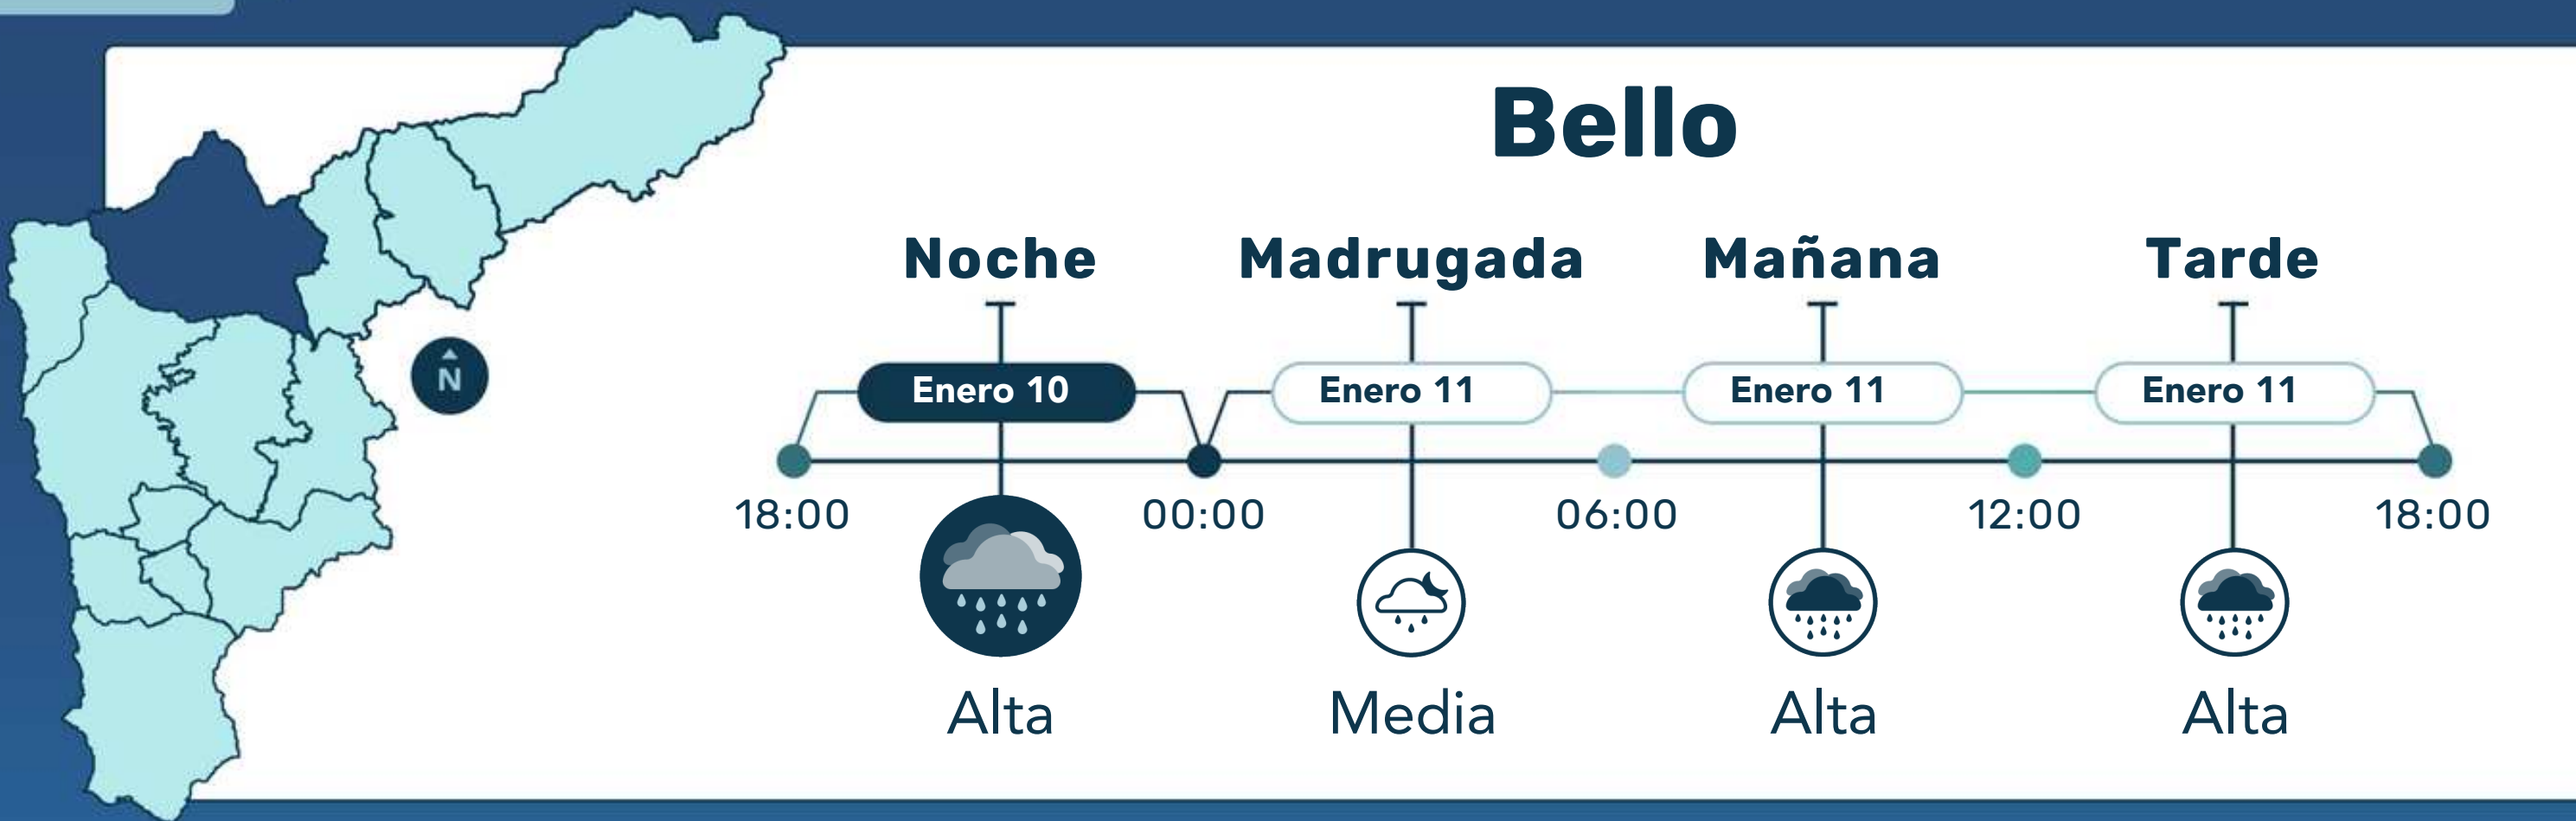 Bello
Noche Madrugada Mañana Tarde
Enero 10 Enero 11 Enero 11 Enero 11
N
18:00 00:00 06:00 12:00 18:00
Alta Media Alta Alta